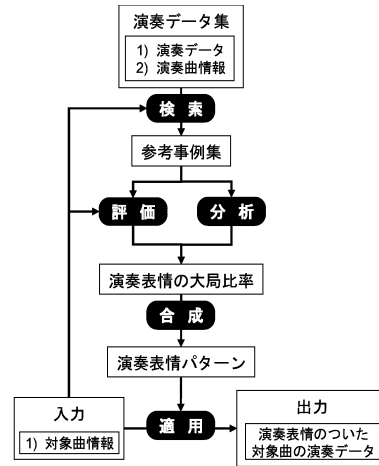 演奏データ集
1) 演奏データ
2) 演奏曲情報
検 索
参考事例集
評 価
分 析
演奏表情の大局比率
合 成
演奏表情パターン
入力
1) 対象曲情報
適 用
出力
演奏表情のついた
対象曲の演奏データ